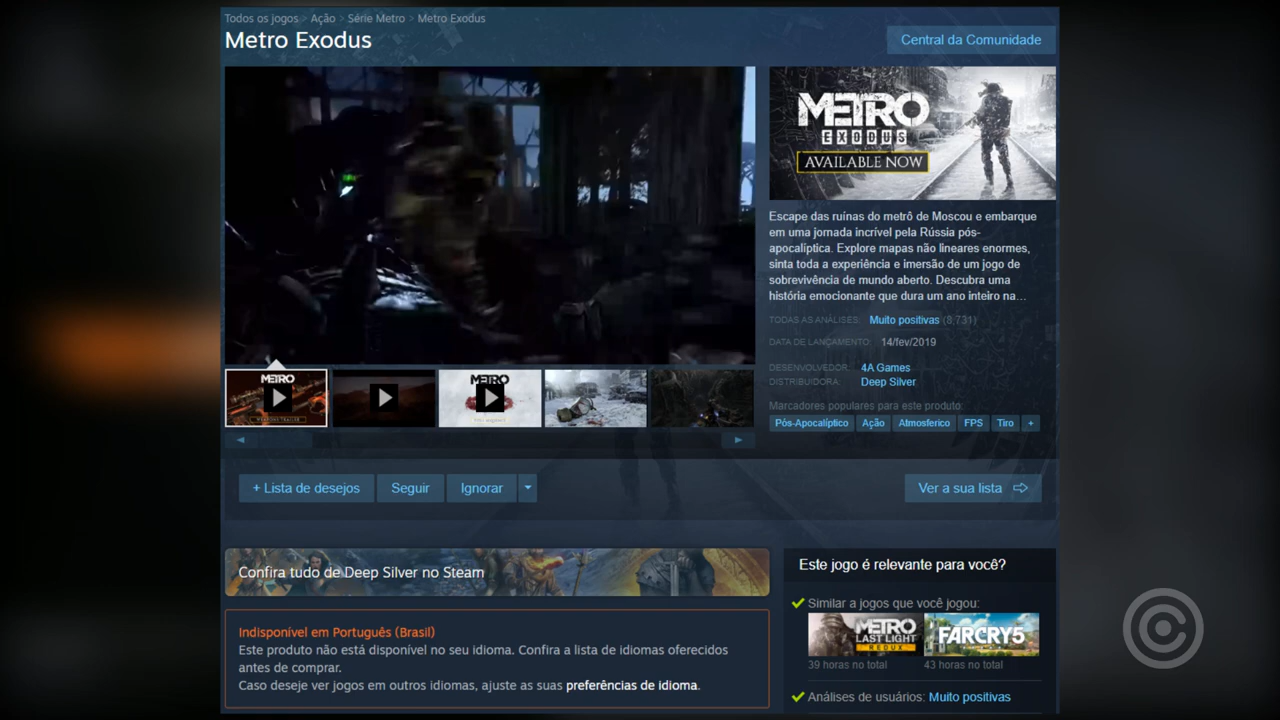 Todos os jogos > Ação > Série Metro > Metro Exodus
Metro Exodus
Central da Comunidade
METRO
EXODUS
AVAILABLE NOW
Escape das ruínas do metrô de Moscou e embarque
em uma jornada incrível pela Rússia pós-
apocalíptica. Explore mapas não lineares enormes,
sinta toda a experiência e imersão de um jogo de
sobrevivência de mundo aberto. Descubra uma
história emocionante que dura um ano inteiro na...
TODAS AS ANÁLISES: Muito positivas (8,731)
DATA DE LANÇAMENTO: 14/fev/2019
DESENVOLVEDOR: 4A Games
DISTRIBUIDORA: Deep Silver
Marcadores populares para este produto:
Pós-Apocalíptico Ação Atmosferico FPS Tiro +
METRO
WEAPONS TRAILER
METRO
+ Lista de desejos Seguir Ignorar
Ver a sua lista
Confira tudo de Deep Silver no Steam
Indisponível em Português (Brasil)
Este produto não está disponível no seu idioma. Confira a lista de idiomas oferecidos
antes de comprar.
Caso deseje ver jogos em outros idiomas, ajuste as suas preferências de idioma.
Este jogo é relevante para você?
Similar a jogos que você jogou:
METRO
LAST LIGHT
REDUX
FARCRY5
39 horas no total 43 horas no total
Análises de usuários: Muito positivas